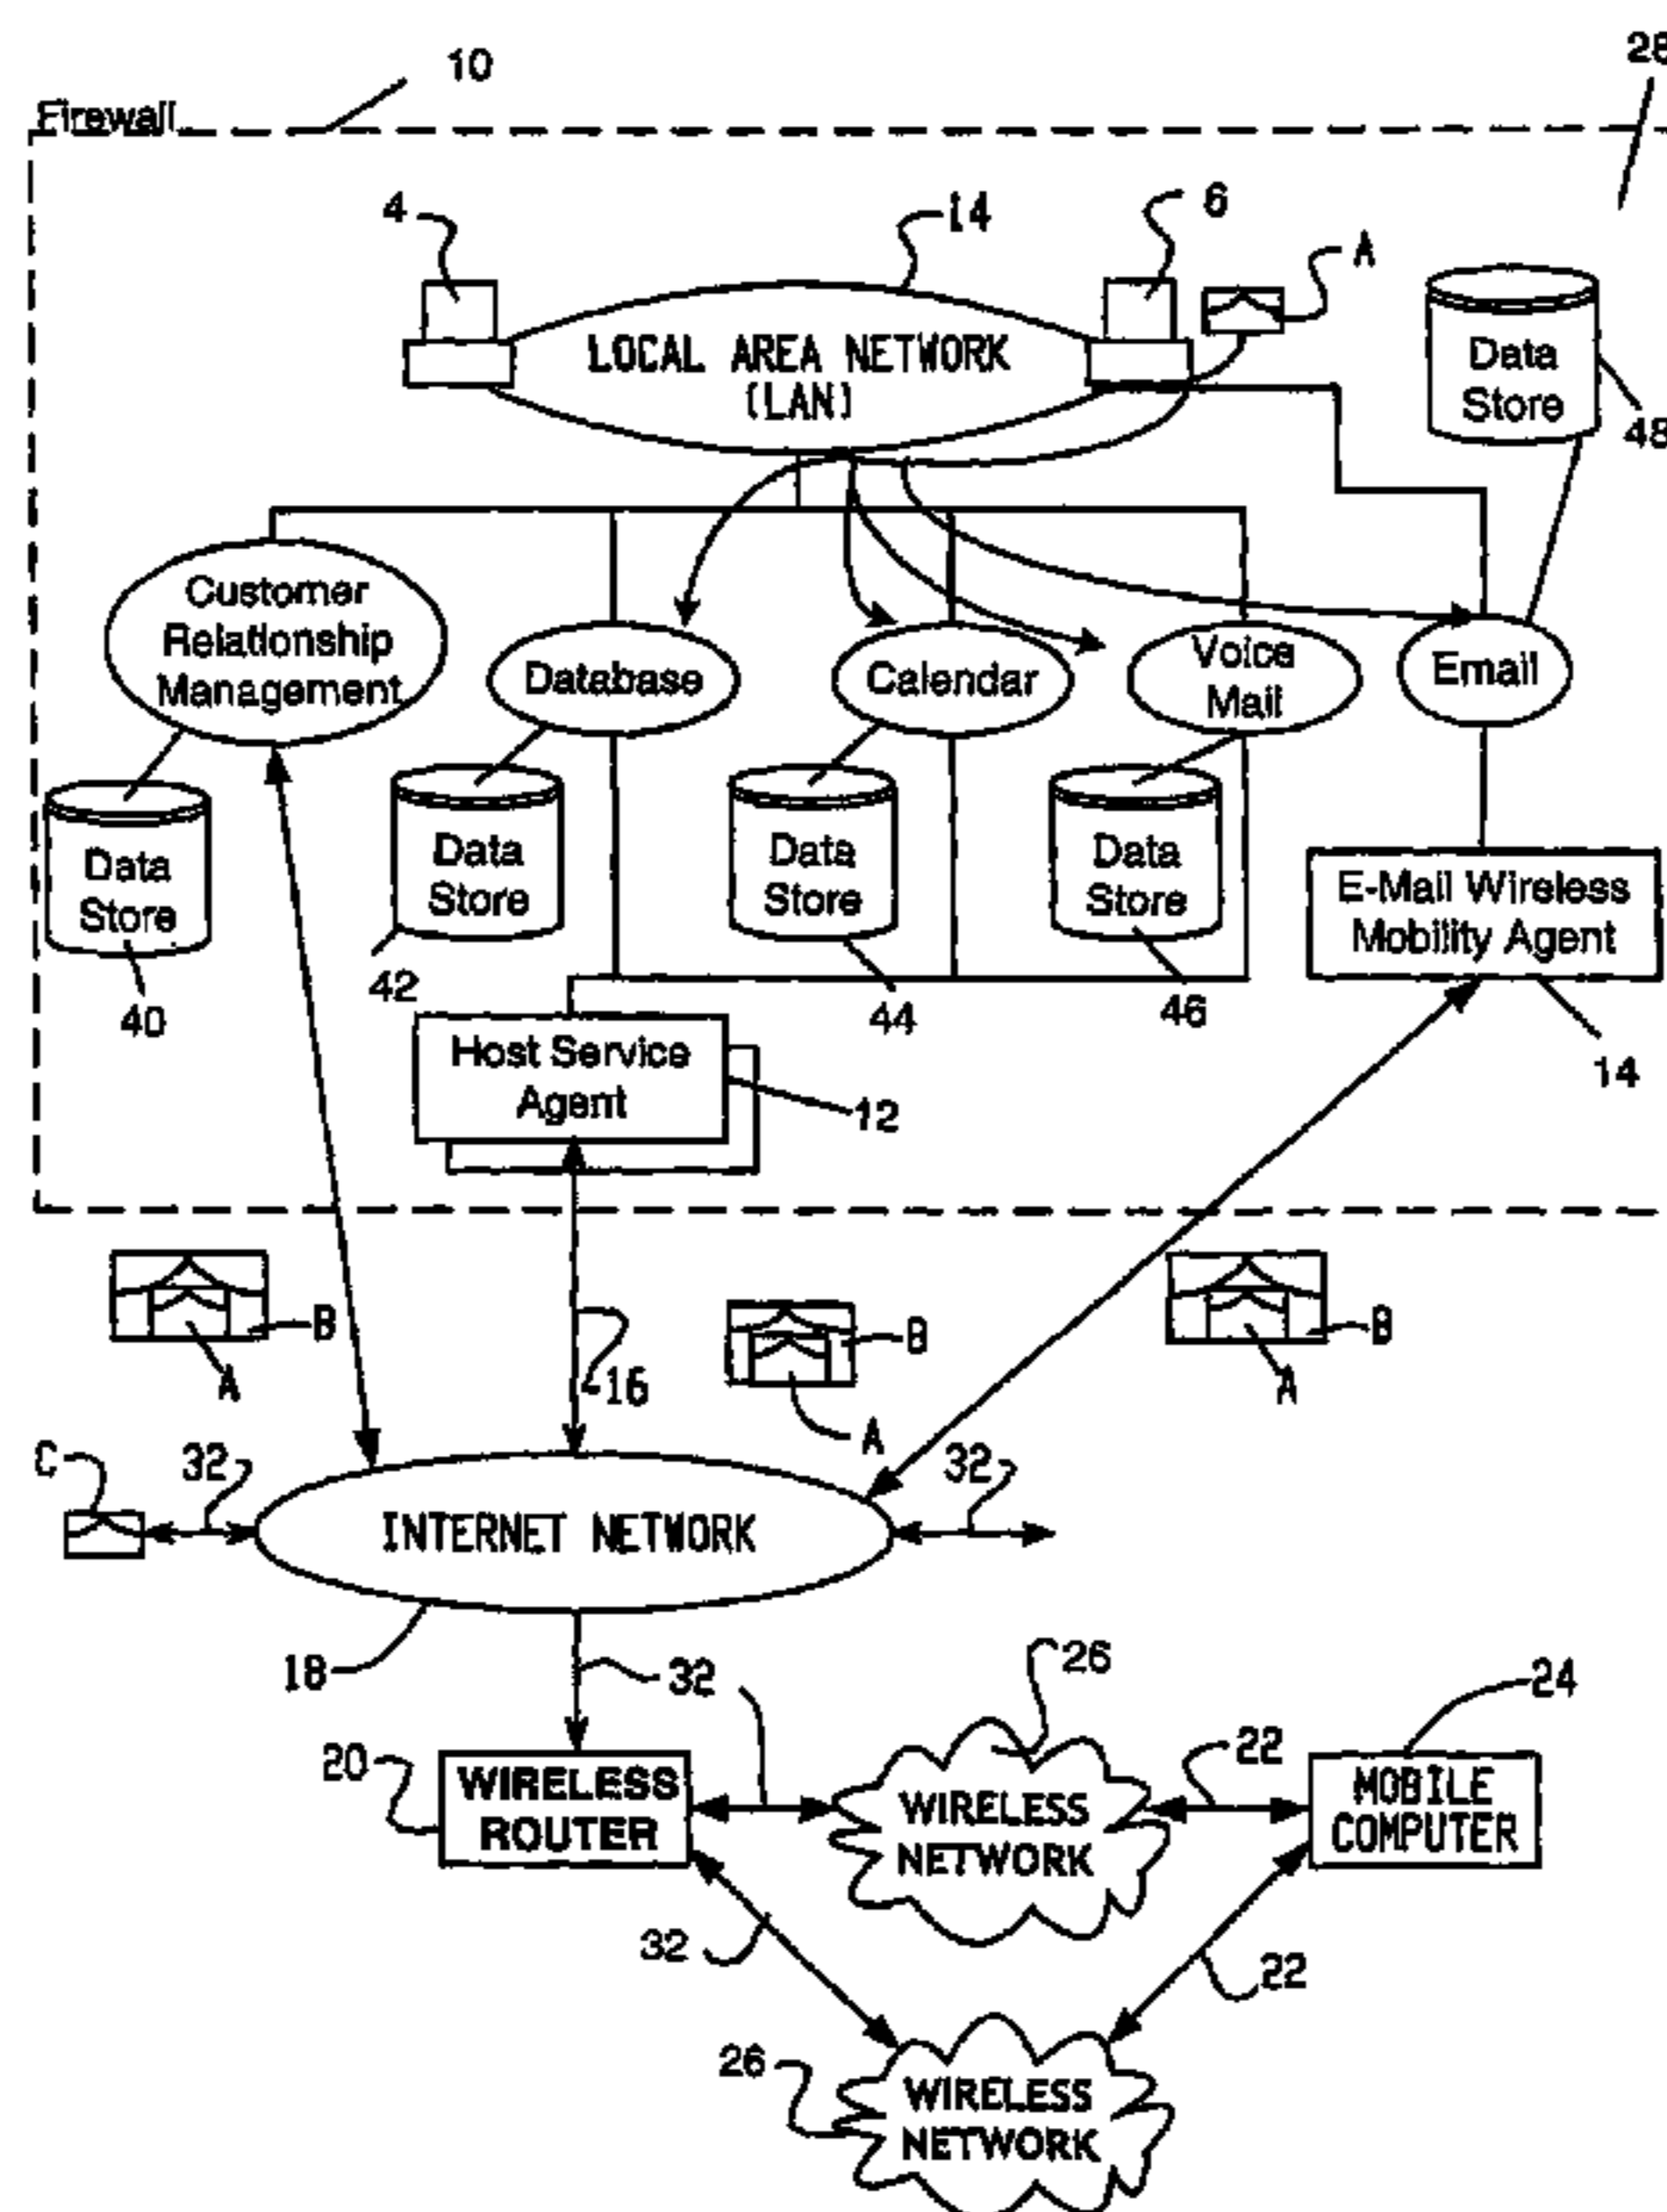 10
28
Firewall
4
14
6
A
LOCAL AREA NETWORK
(LAN)
Data
Store
48
Customer
Relationship
Management
Database
Calendar
Voice
Mail
Email
Data
Store
40
Data
Store
42
Data
Store
44
Data
Store
46
E-Mail Wireless
Mobility Agent
14
Host Service
Agent
12
B
A
16
B
A
B
A
C
32
32
INTERNET NETWORK
18
32
26
24
20
WIRELESS
ROUTER
WIRELESS
NETWORK
22
MOBILE
COMPUTER
32
22
26
WIRELESS
NETWORK